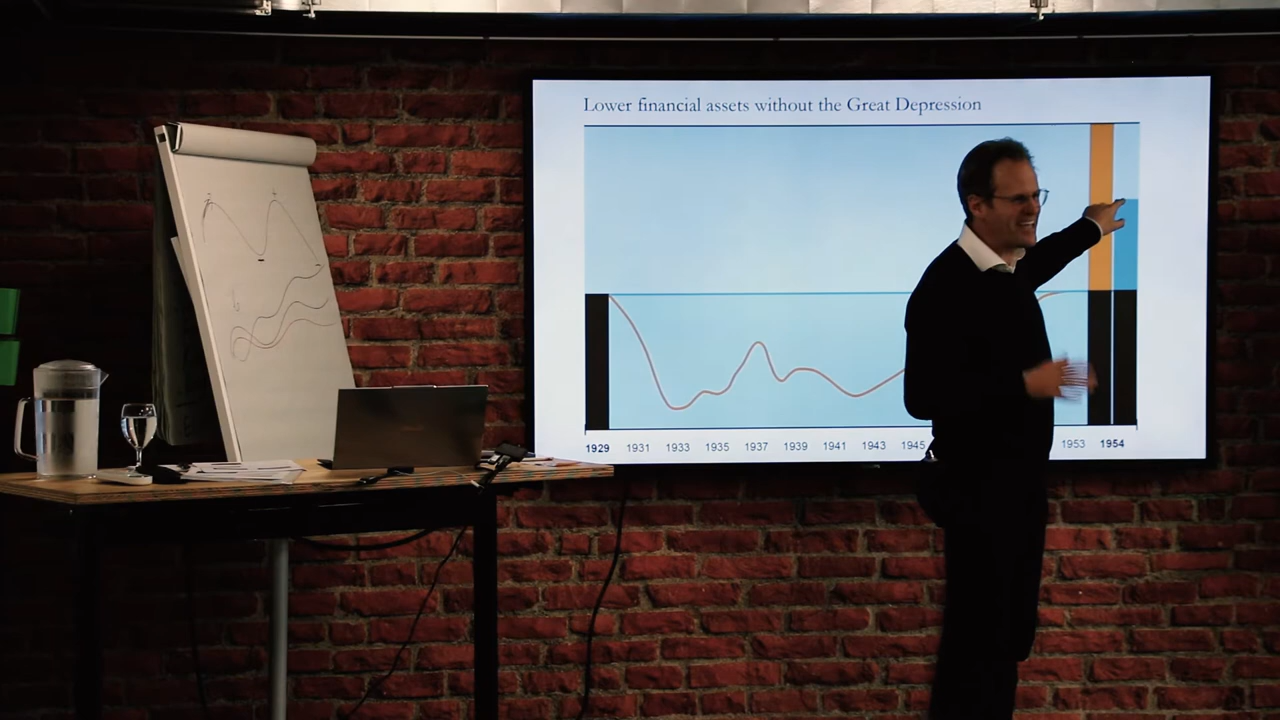 Lower financial assets without the Great Depression
1929 1931 1933 1935 1937 1939 1941 1943 1945 1953 1954